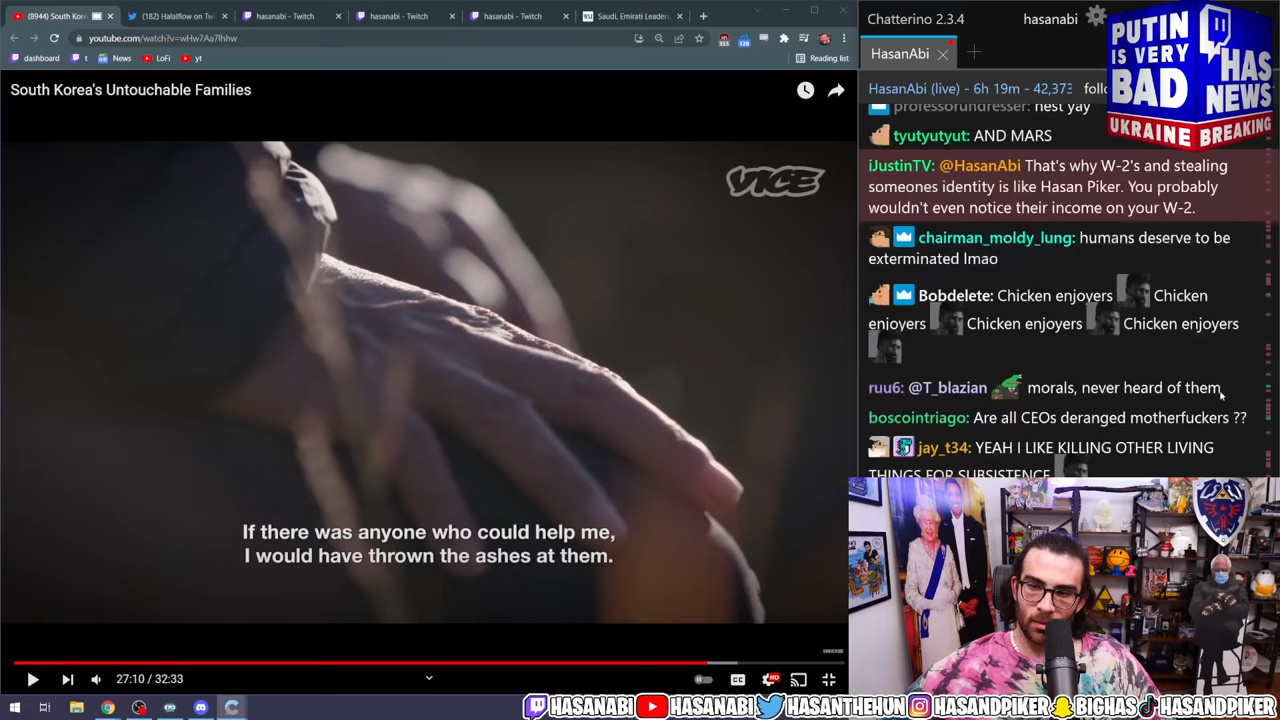 (8944) South Kore
(182) Halalflow on Tw
hasanabi - Twitch
hasanabi - Twitch
hasanabi - Twitch
Saudi, Emirati Leader
youtube.com/watch?v=wHw7Aa7lhhw
dashboard
t
News
LoFi
yt
Reading list
South Korea's Untouchable Families
VICE
If there was anyone who could help me,
I would have thrown the ashes at them.
SUBSCRIBE
27:10 / 32:33
CC
HD
Chatterino 2.3.4
hasanabi
HasanAbi
HasanAbi (live) - 6h 19m - 42,373
follo
professorundresser: nest yay
tyutyutyut: AND MARS
iJustinTV: @HasanAbi That's why W-2's and stealing
someones identity is like Hasan Piker. You probably
wouldn't even notice their income on your W-2.
chairman_moldy_lung: humans deserve to be
exterminated lmao
Bobdelete: Chicken enjoyers Chicken
enjoyers Chicken enjoyers Chicken enjoyers
ruu6: @T_blazian morals, never heard of them
boscointriago: Are all CEOs deranged motherfuckers ??
jay_t34: YEAH I LIKE KILLING OTHER LIVING
THINGS FOR SUBSISTENCE
PUTIN
IS VERY
BAD
HAS
NEWS
UKRAINE BREAKING
HASANABI HASANABI HASANTHEHUN HASANDPIKER BIGHAS HASANDPIKER